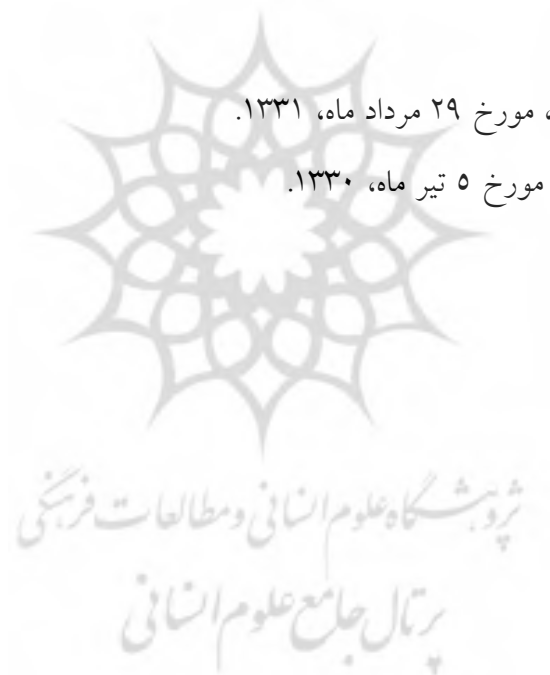 ، مورخ ۲۹ مرداد ماه، ۱۳۳۱.
مورخ ۵ تیر ماه، ۱۳۳۰.
پژوهشگاه علوم انسانی و مطالعات فرهنگی
پرتال جامع علوم انسانی